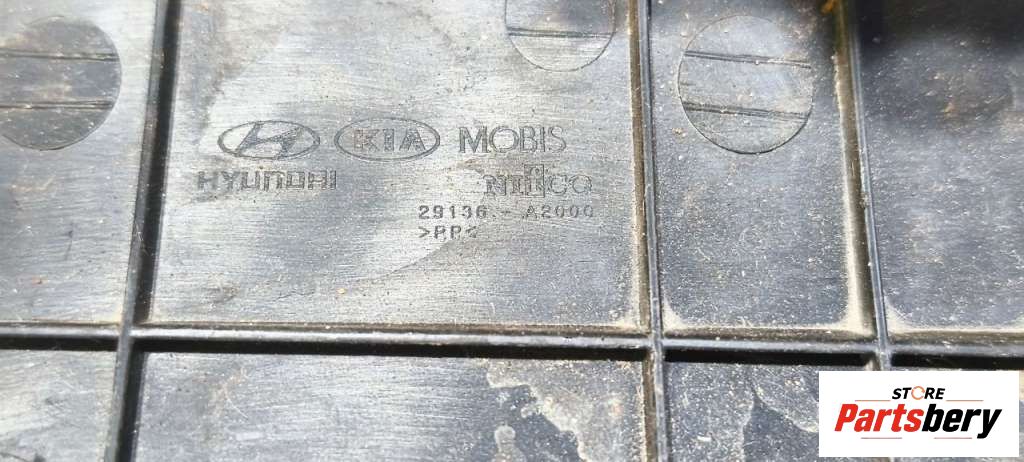 HYUNDAI KIA MOBIS
NIFCO
29136-A2000
>PP<
STORE
Partsbery